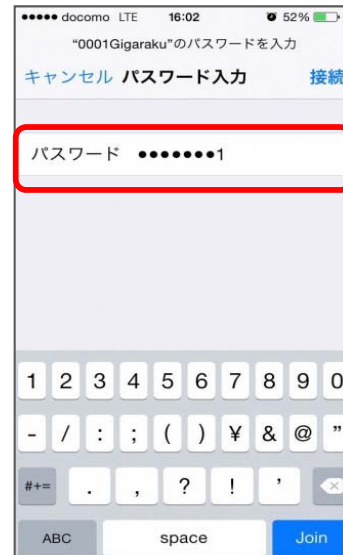 ●●●●● docomo LTE 16:02 52%
"0001Gigaraku"のパスワードを入力
キャンセル パスワード入力 接続
パスワード ●●●●●●●1
1 2 3 4 5 6 7 8 9 0
- / : ; ( ) ¥ & @ "
#+= . , ? ! '
ABC space Join